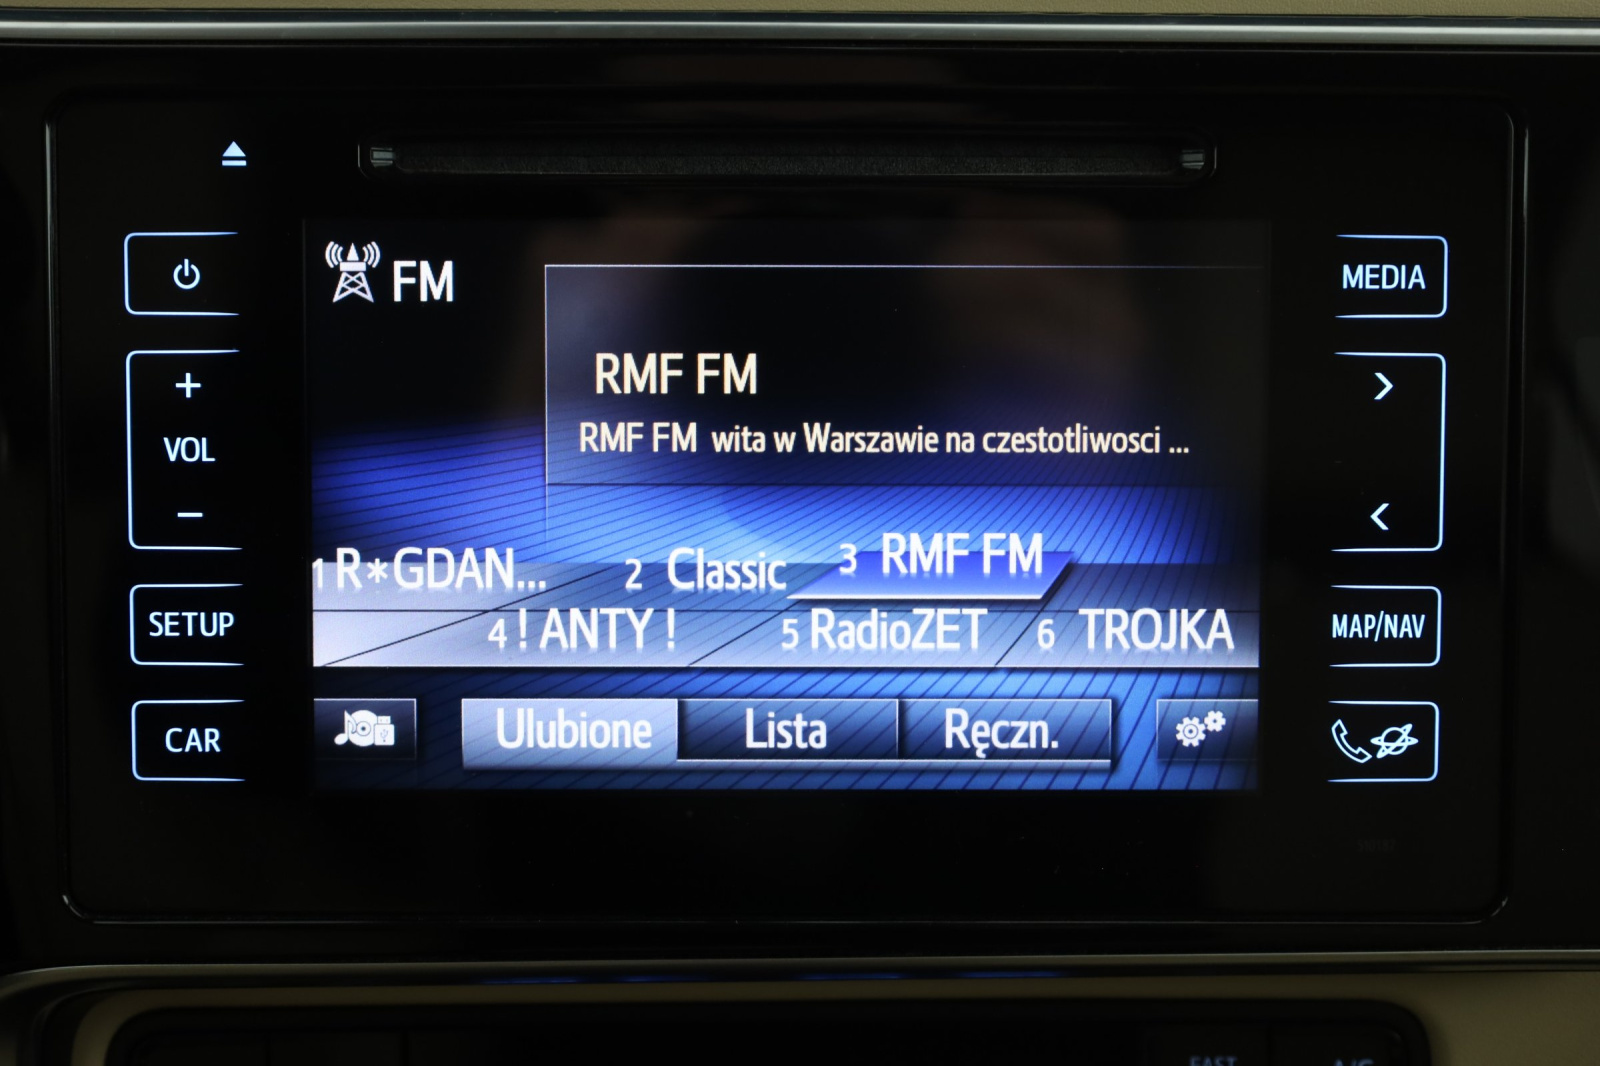 FM
MEDIA
RMF FM
+
VOL
−
RMF FM wita w Warszawie na czestotliwosci ...
1 R*GDAN...
2 Classic
3 RMF FM
SETUP
4 ! ANTY !
5 RadioZET
6 TROJKA
MAP/NAV
CAR
Ulubione
Lista
Ręczn.
FAST
A/C